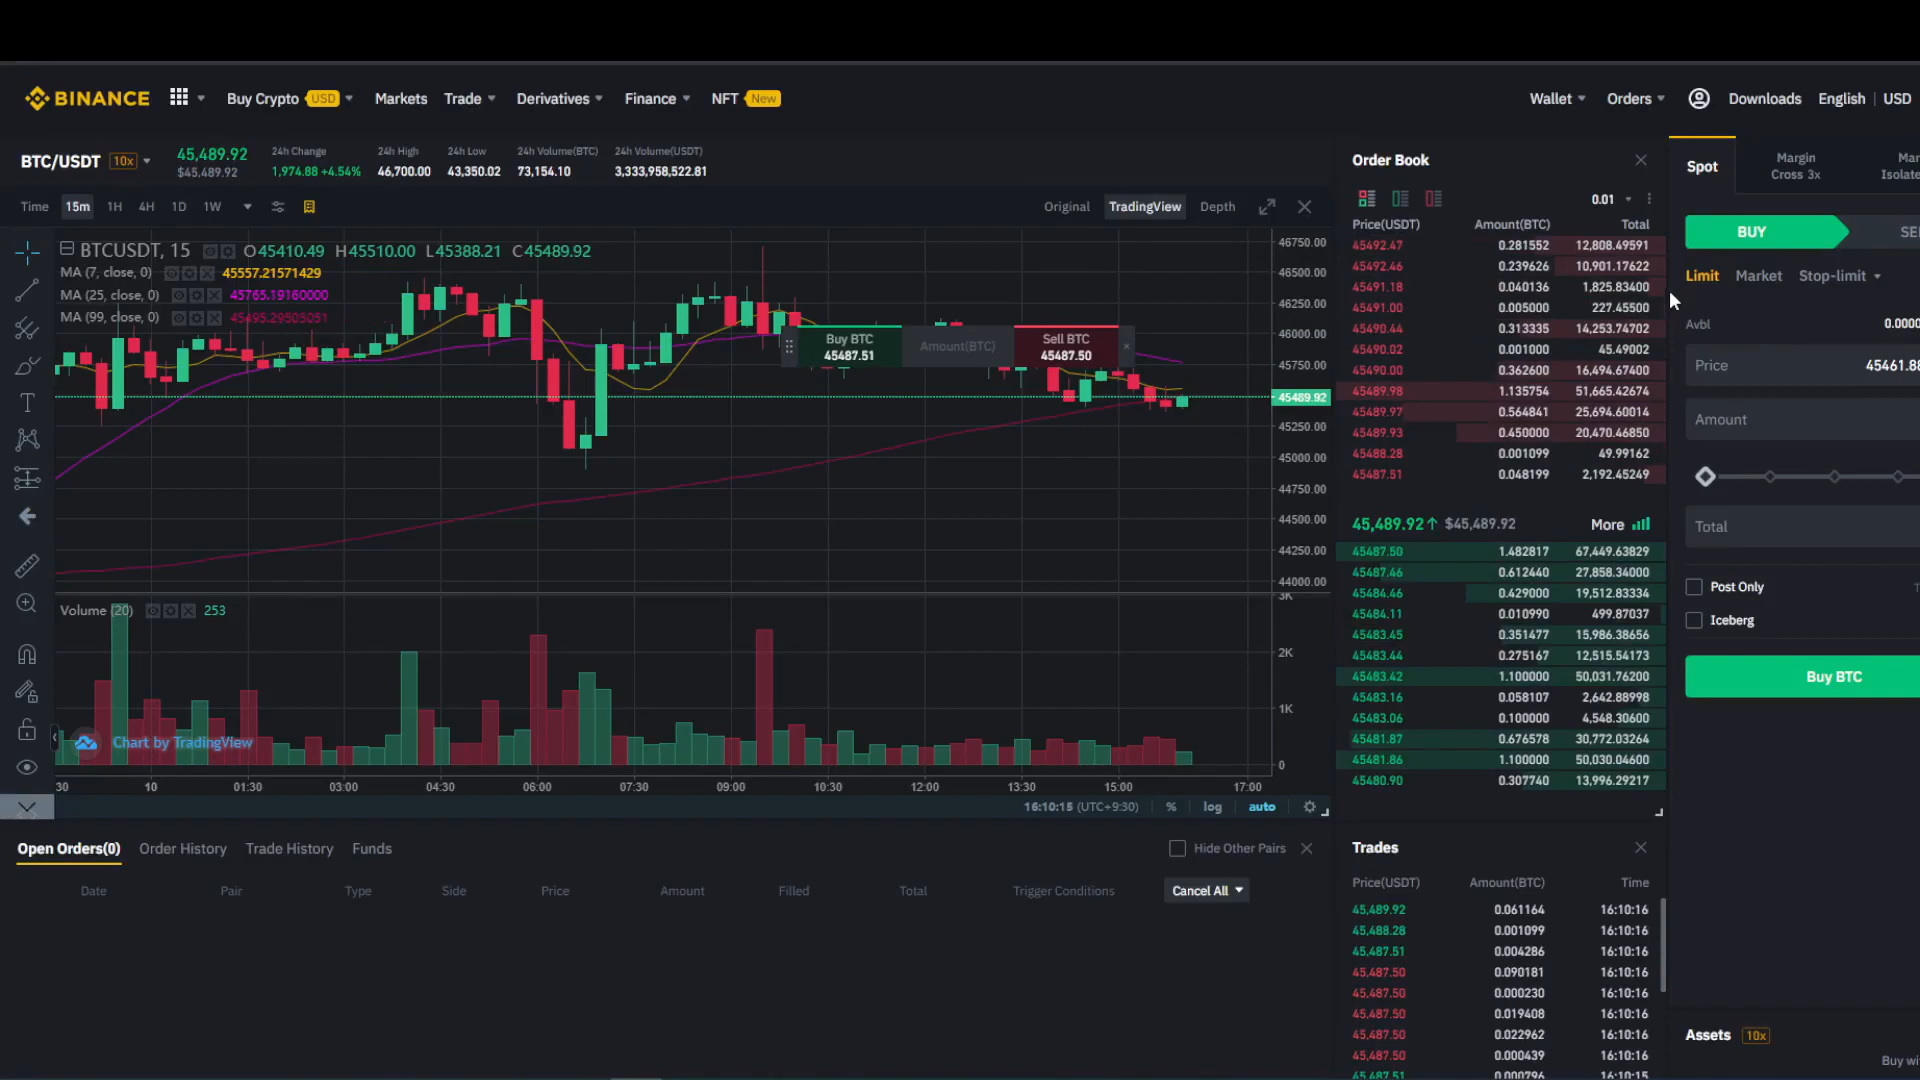 BINANCE Buy Crypto USD Markets Trade Derivatives Finance NFT New Wallet Orders Downloads English USD
BTC/USDT 10x 45,489.92 $45,489.92
24h Change 1,974.88 +4.54%
24h High 46,700.00
24h Low 43,350.02
24h Volume(BTC) 73,154.10
24h Volume(USDT) 3,333,958,522.81
Time 15m 1H 4H 1D 1W Original TradingView Depth
BTCUSDT, 15 O45410.49 H45510.00 L45388.21 C45489.92
MA (7, close, 0) 45557.21571429
MA (25, close, 0) 45765.19160000
MA (99, close, 0) 45495.29505051
Buy BTC 45487.51
Amount(BTC)
Sell BTC 45487.50
46750.00
46500.00
46250.00
46000.00
45750.00
45489.92
45250.00
45000.00
44750.00
44500.00
44250.00
44000.00
Volume (20) 253
3K
2K
1K
0
Chart by TradingView
30 10 01:30 03:00 04:30 06:00 07:30 09:00 10:30 12:00 13:30 15:00 17:00
16:10:15 (UTC+9:30) % log auto
Open Orders(0) Order History Trade History Funds Hide Other Pairs
Date Pair Type Side Price Amount Filled Total Trigger Conditions Cancel All
Order Book
0.01
Price(USDT) Amount(BTC) Total
45492.47 0.281552 12,808.49591
45492.46 0.239626 10,901.17622
45491.18 0.040136 1,825.83400
45491.00 0.005000 227.45500
45490.44 0.313335 14,253.74702
45490.02 0.001000 45.49002
45490.00 0.362600 16,494.67400
45489.98 1.135754 51,665.42674
45489.97 0.564841 25,694.60014
45489.93 0.450000 20,470.46850
45488.28 0.001099 49.99162
45487.51 0.048199 2,192.45249
45,489.92↑ $45,489.92 More
45487.50 1.482817 67,449.63829
45487.46 0.612440 27,858.34000
45484.46 0.429000 19,512.83334
45484.11 0.010990 499.87037
45483.45 0.351477 15,986.38656
45483.44 0.275167 12,515.54173
45483.42 1.100000 50,031.76200
45483.16 0.058107 2,642.88998
45483.06 0.100000 4,548.30600
45481.87 0.676578 30,772.03264
45481.86 1.100000 50,030.04600
45480.90 0.307740 13,996.29217
Trades
Price(USDT) Amount(BTC) Time
45,489.92 0.061164 16:10:16
45,488.28 0.001099 16:10:16
45,487.51 0.004286 16:10:16
45,487.50 0.090181 16:10:16
45,487.50 0.000230 16:10:16
45,487.50 0.019408 16:10:16
45,487.50 0.022962 16:10:16
45,487.50 0.000439 16:10:16
45,487.51 0.000796 16:10:15
Spot
Margin Cross 3x
Mar
Isolate
BUY SE
Limit Market Stop-limit
Avbl 0.0000
Price 45461.88
Amount
Total
Post Only T
Iceberg
Buy BTC
Assets 10x
Buy wi